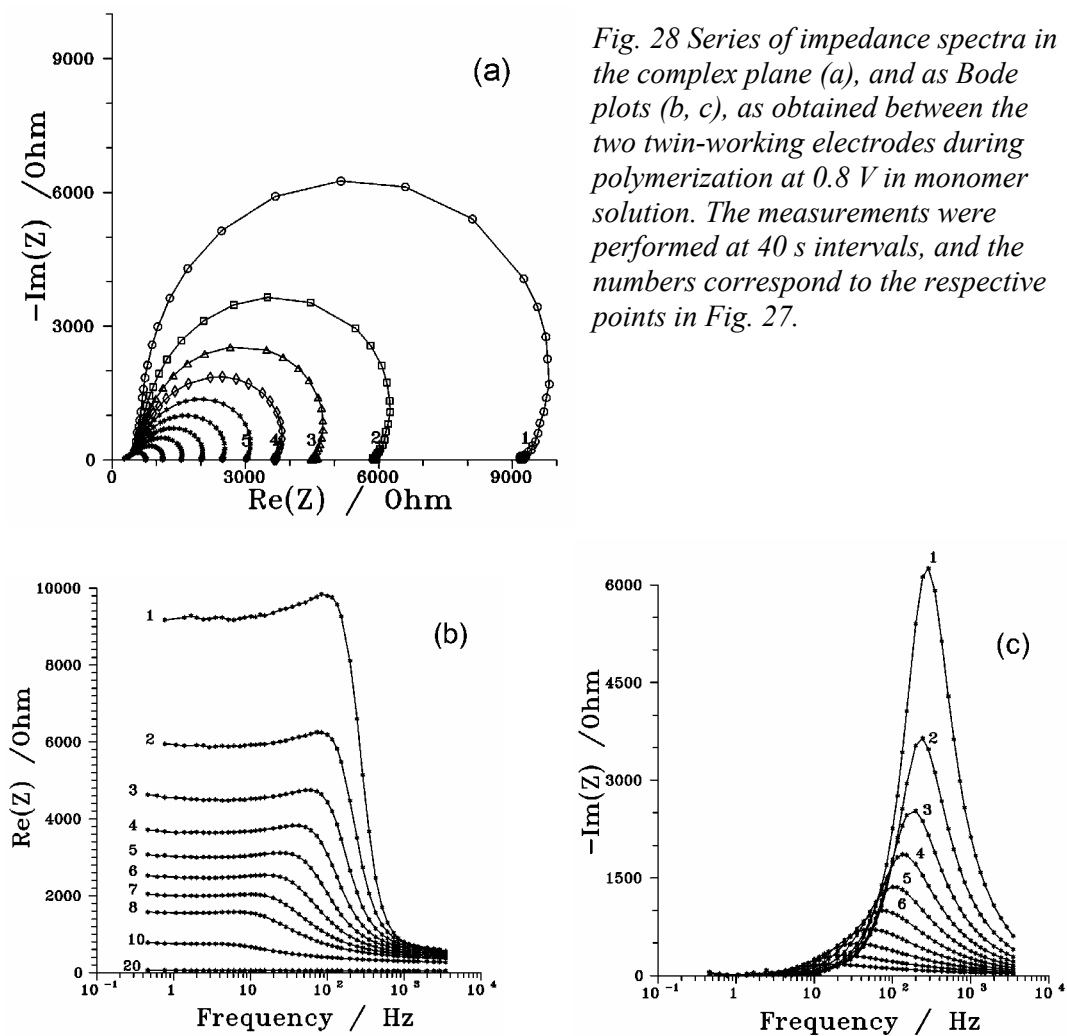 9000
6000
3000
0
-Im(Z) /Ohm
(a)
5
4
3
2
1
0
3000
6000
9000
Re(Z) / Ohm
Fig. 28 Series of impedance spectra in
the complex plane (a), and as Bode
plots (b, c), as obtained between the
two twin-working electrodes during
polymerization at 0.8 V in monomer
solution. The measurements were
performed at 40 s intervals, and the
numbers correspond to the respective
points in Fig. 27.
10000
8000
6000
4000
2000
0
Re(Z) /Ohm
(b)
1
2
3
4
5
6
7
8
10
20
10⁻¹
1
10²
10³
10⁴
Frequency / Hz
6000
4500
3000
1500
0
-Im(Z) /Ohm
(c)
1
2
3
4
5
6
10⁻¹
1
10¹
10²
10³
10⁴
Frequency / Hz